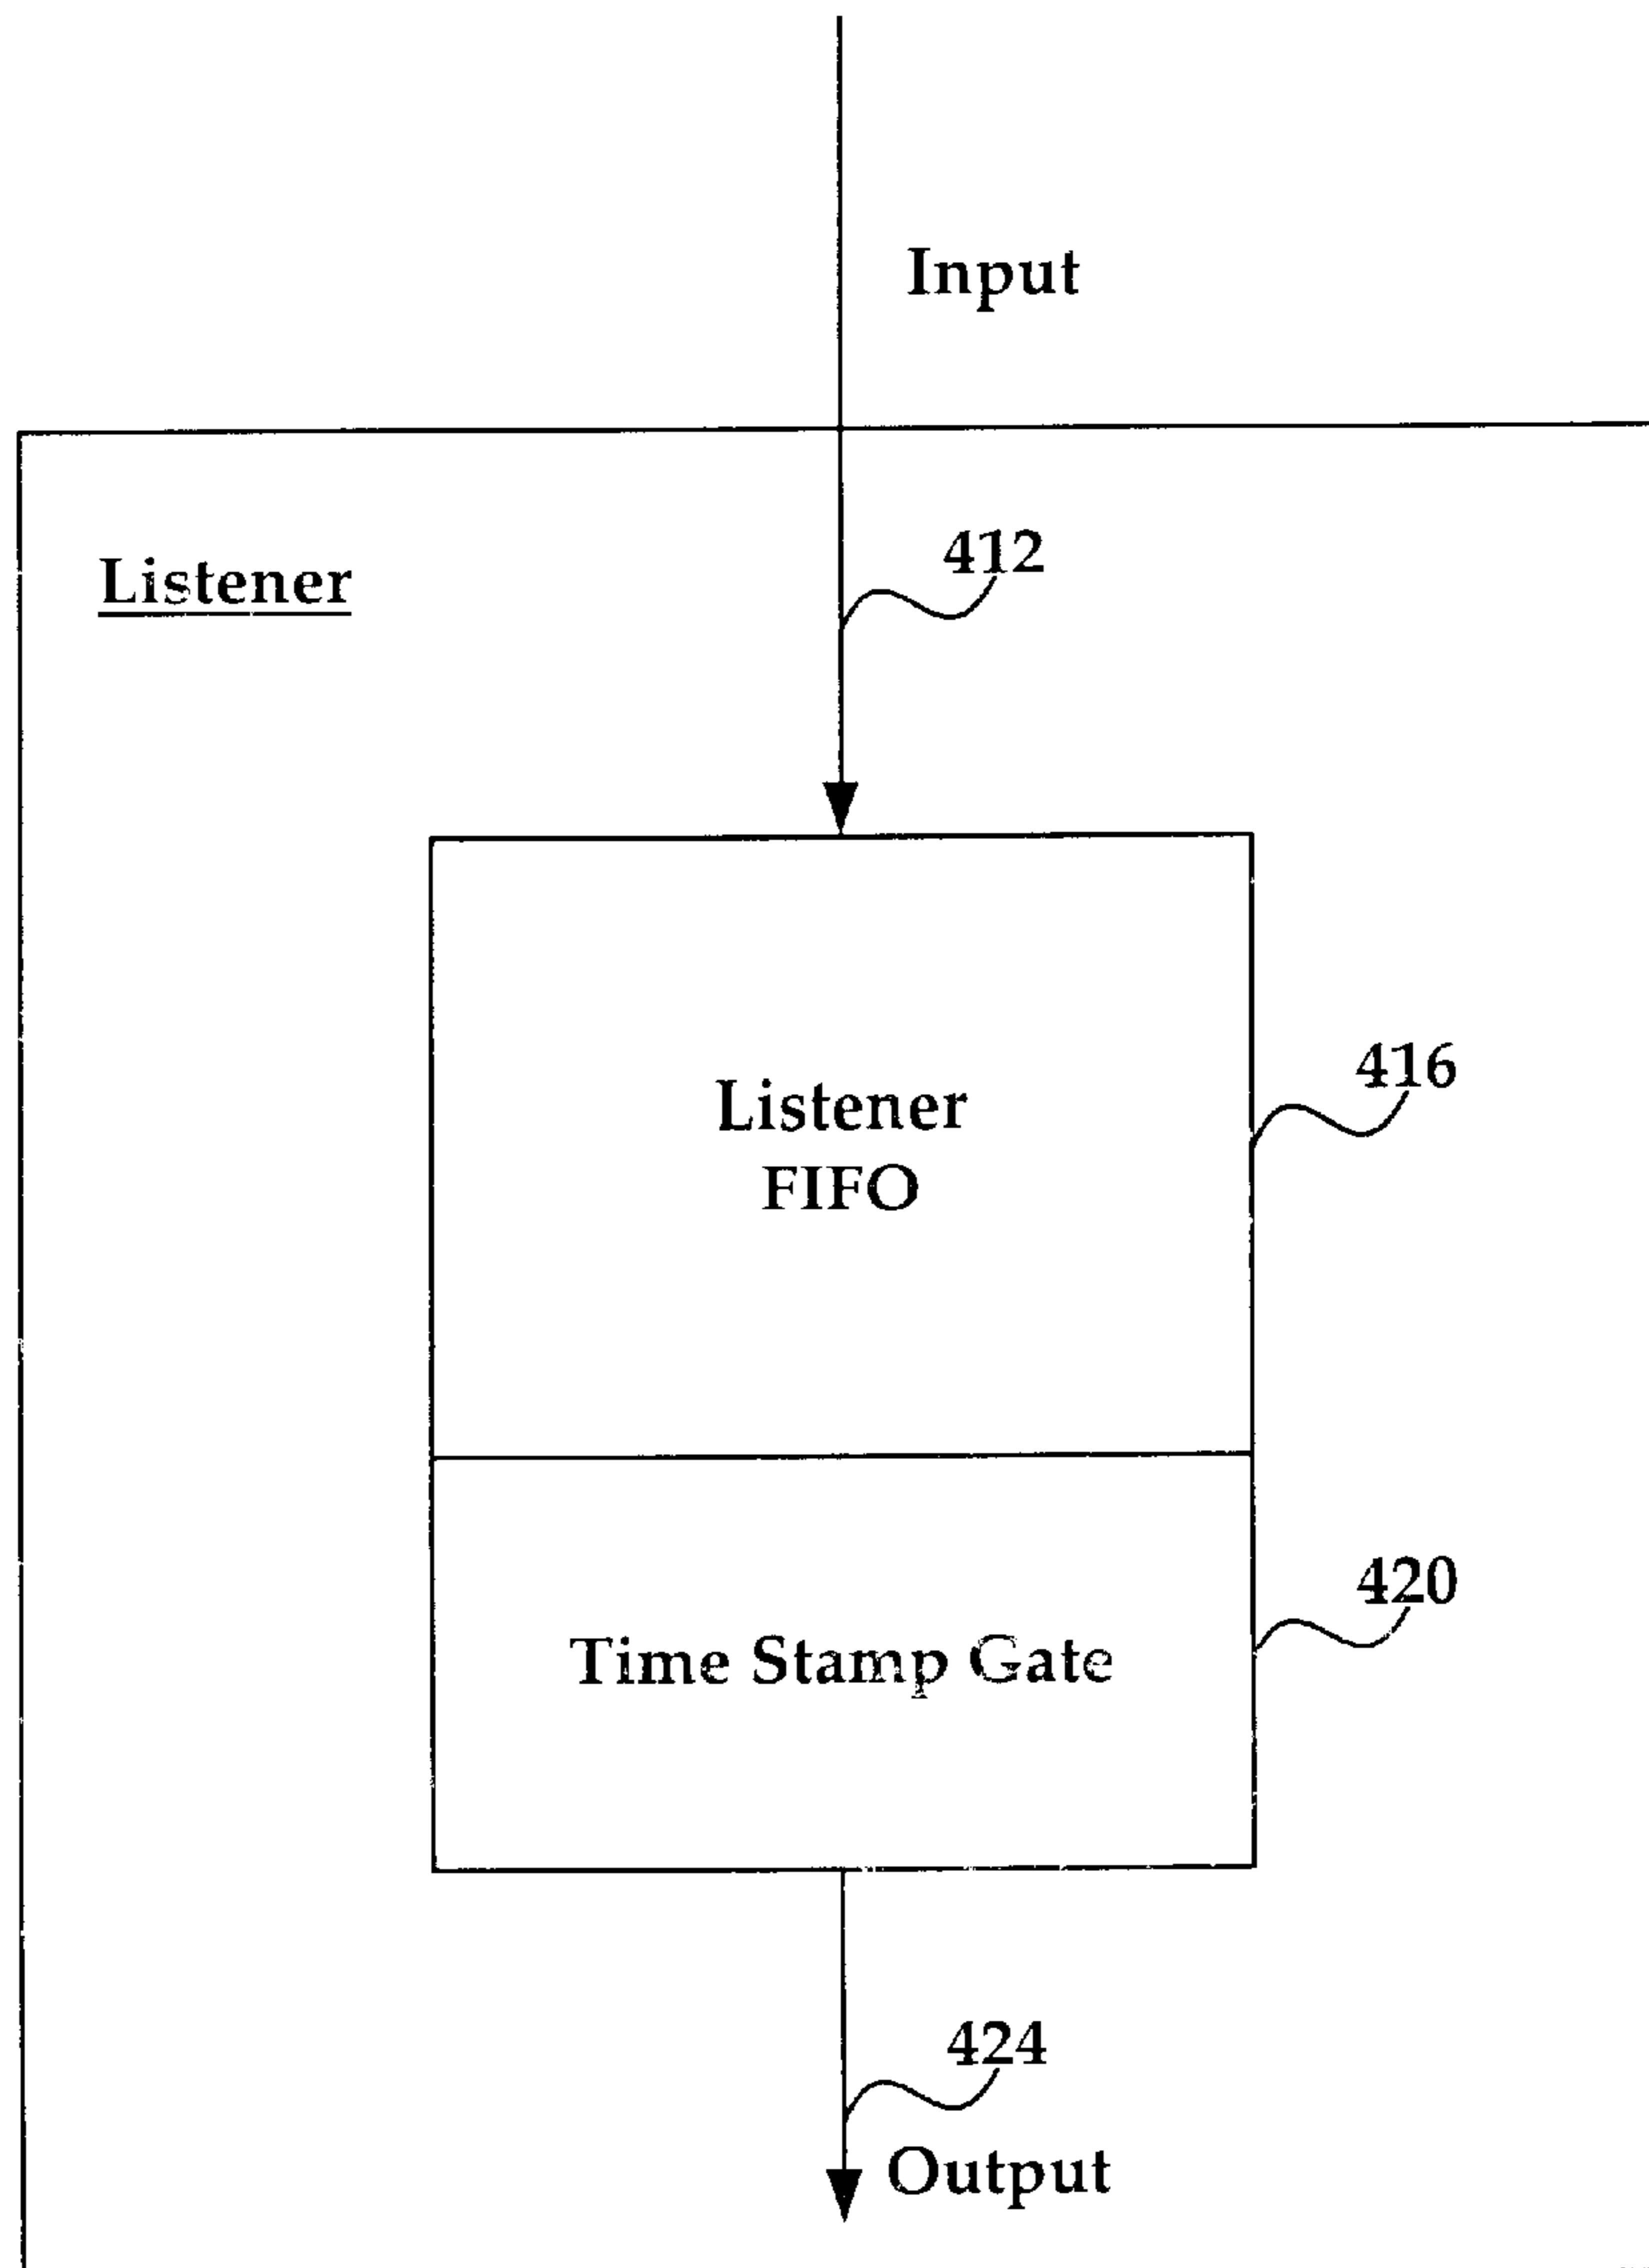 Input
412
Listener
Listener
FIFO
416
420
Time Stamp Gate
424
Output